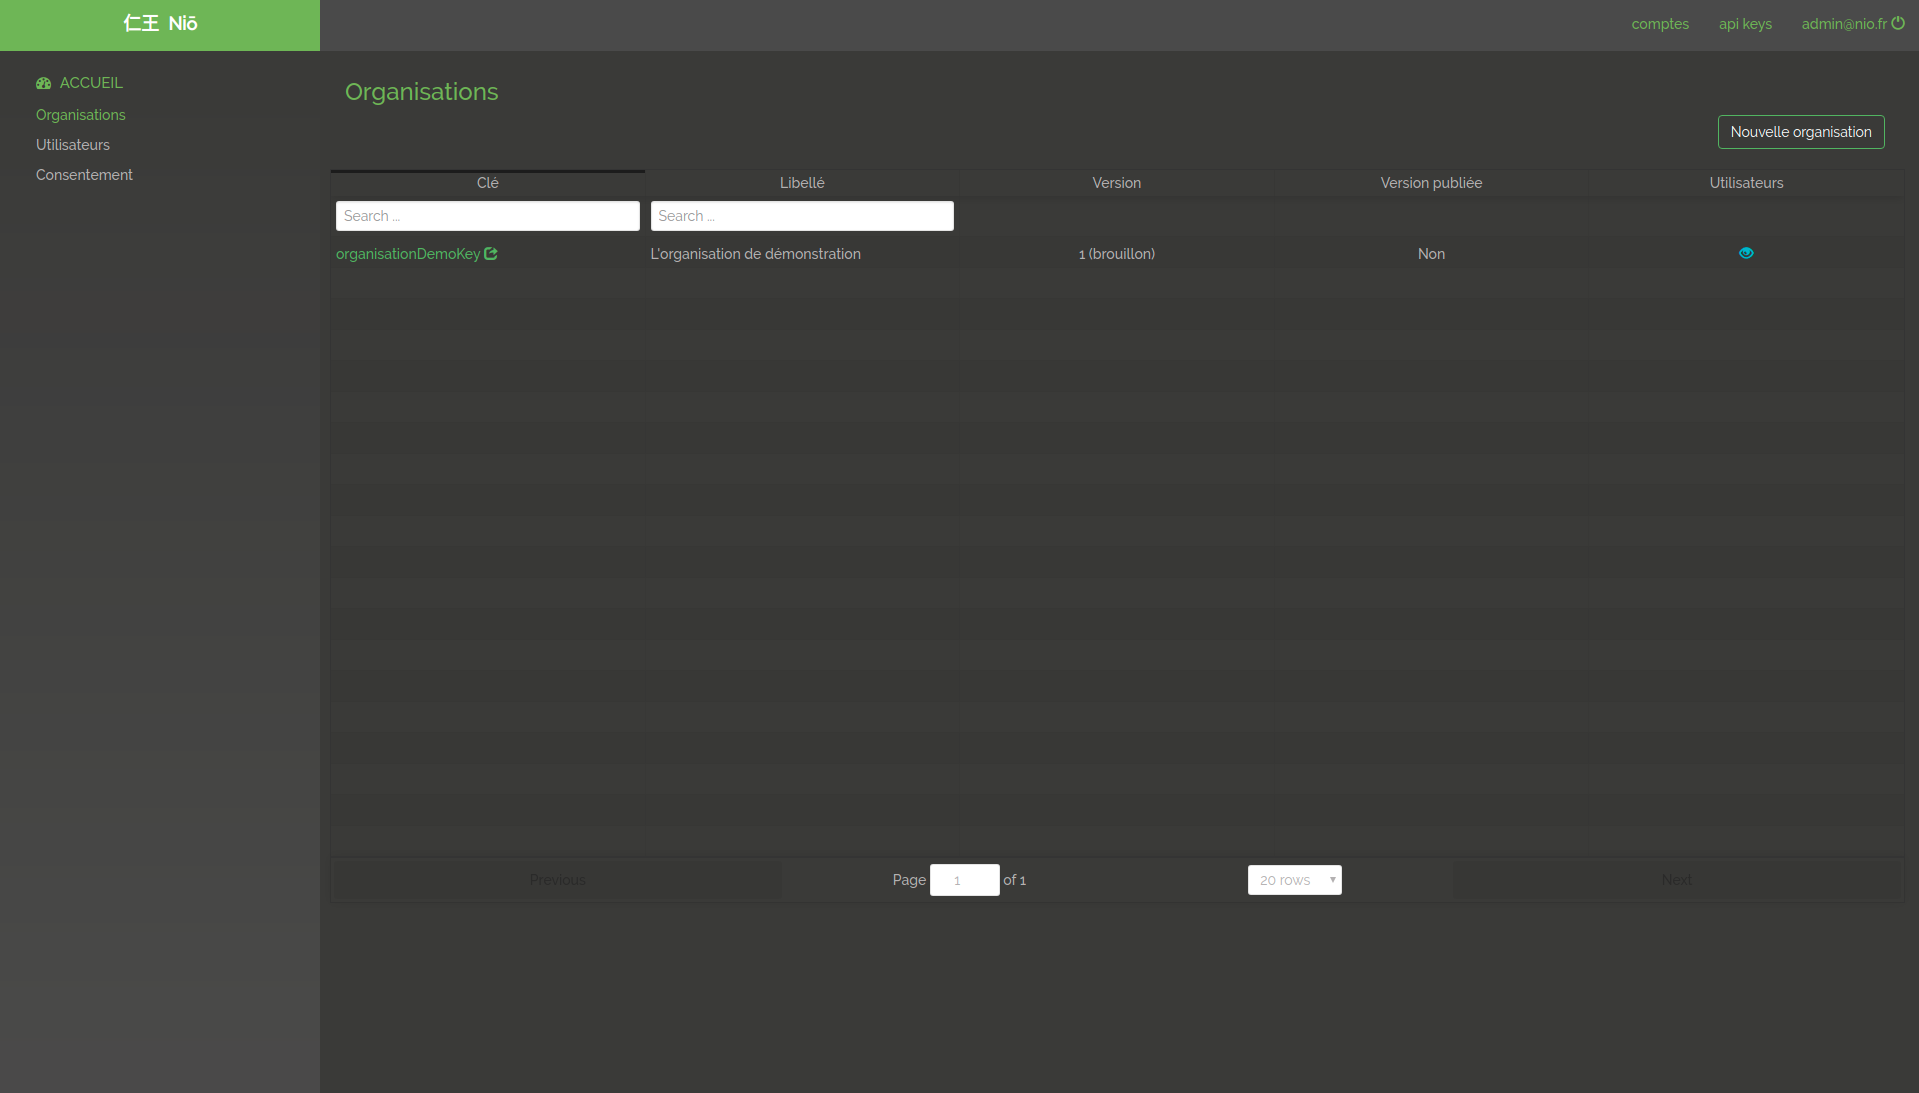 仁王 Niō
comptes
api keys
admin@nio.fr
ACCUEIL
Organisations
Utilisateurs
Consentement
Organisations
Nouvelle organisation
Clé
Libellé
Version
Version publiée
Utilisateurs
Search ...
Search ...
organisationDemoKey
L'organisation de démonstration
1 (brouillon)
Non
Previous
Page 1 of 1
20 rows
Next